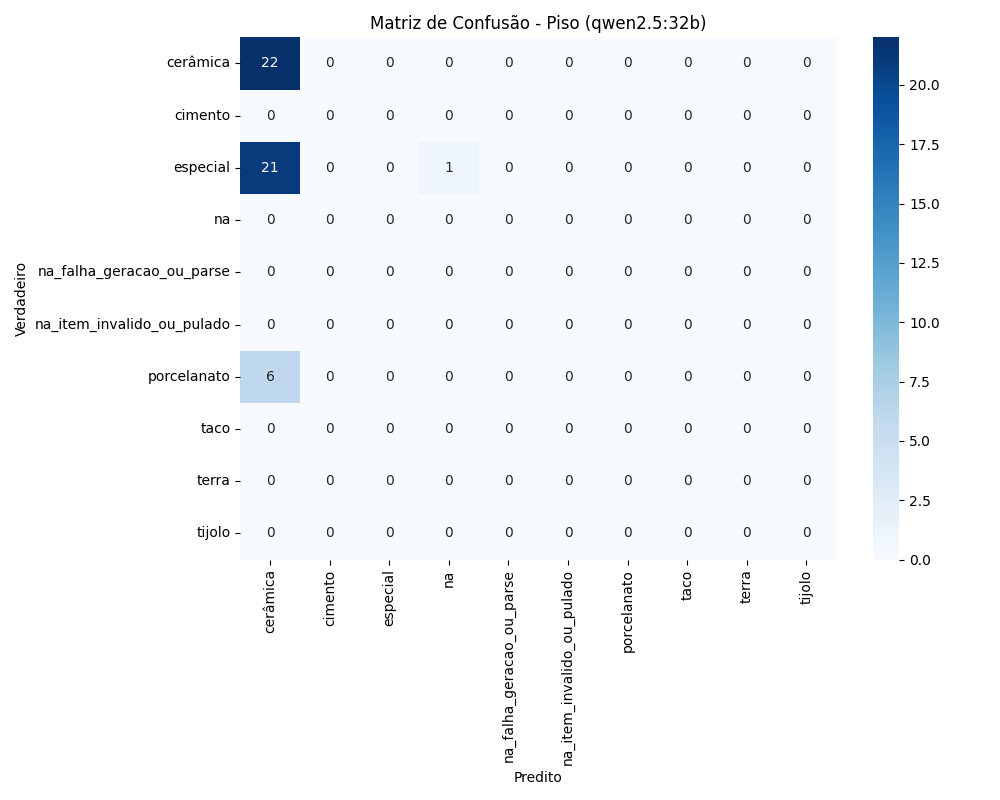 Matriz de Confusão - Piso (qwen2.5:32b)
cerâmica 22 0 0 0 0 0 0 0 0 0
cimento 0 0 0 0 0 0 0 0 0 0
especial 21 0 0 1 0 0 0 0 0 0
na 0 0 0 0 0 0 0 0 0 0
na_falha_geracao_ou_parse 0 0 0 0 0 0 0 0 0 0
na_item_invalido_ou_pulado 0 0 0 0 0 0 0 0 0 0
porcelanato 6 0 0 0 0 0 0 0 0 0
taco 0 0 0 0 0 0 0 0 0 0
terra 0 0 0 0 0 0 0 0 0 0
tijolo 0 0 0 0 0 0 0 0 0 0
Verdadeiro
cerâmica
cimento
especial
na
na_falha_geracao_ou_parse
na_item_invalido_ou_pulado
porcelanato
taco
terra
tijolo
Predito
20.0
17.5
15.0
12.5
10.0
7.5
5.0
2.5
0.0